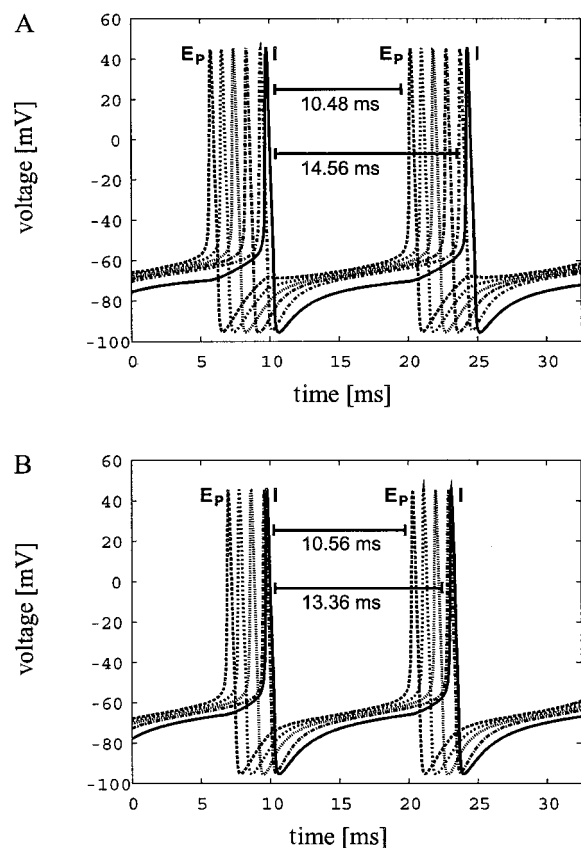 A
60
40
20
0
-20
-40
-60
-80
-100
voltage [mV]
E_P I E_P I
10.48 ms
14.56 ms
0 5 10 15 20 25 30
time [ms]
B
60
40
20
0
-20
-40
-60
-80
-100
voltage [mV]
E_P I E_P I
10.56 ms
13.36 ms
0 5 10 15 20 25 30
time [ms]